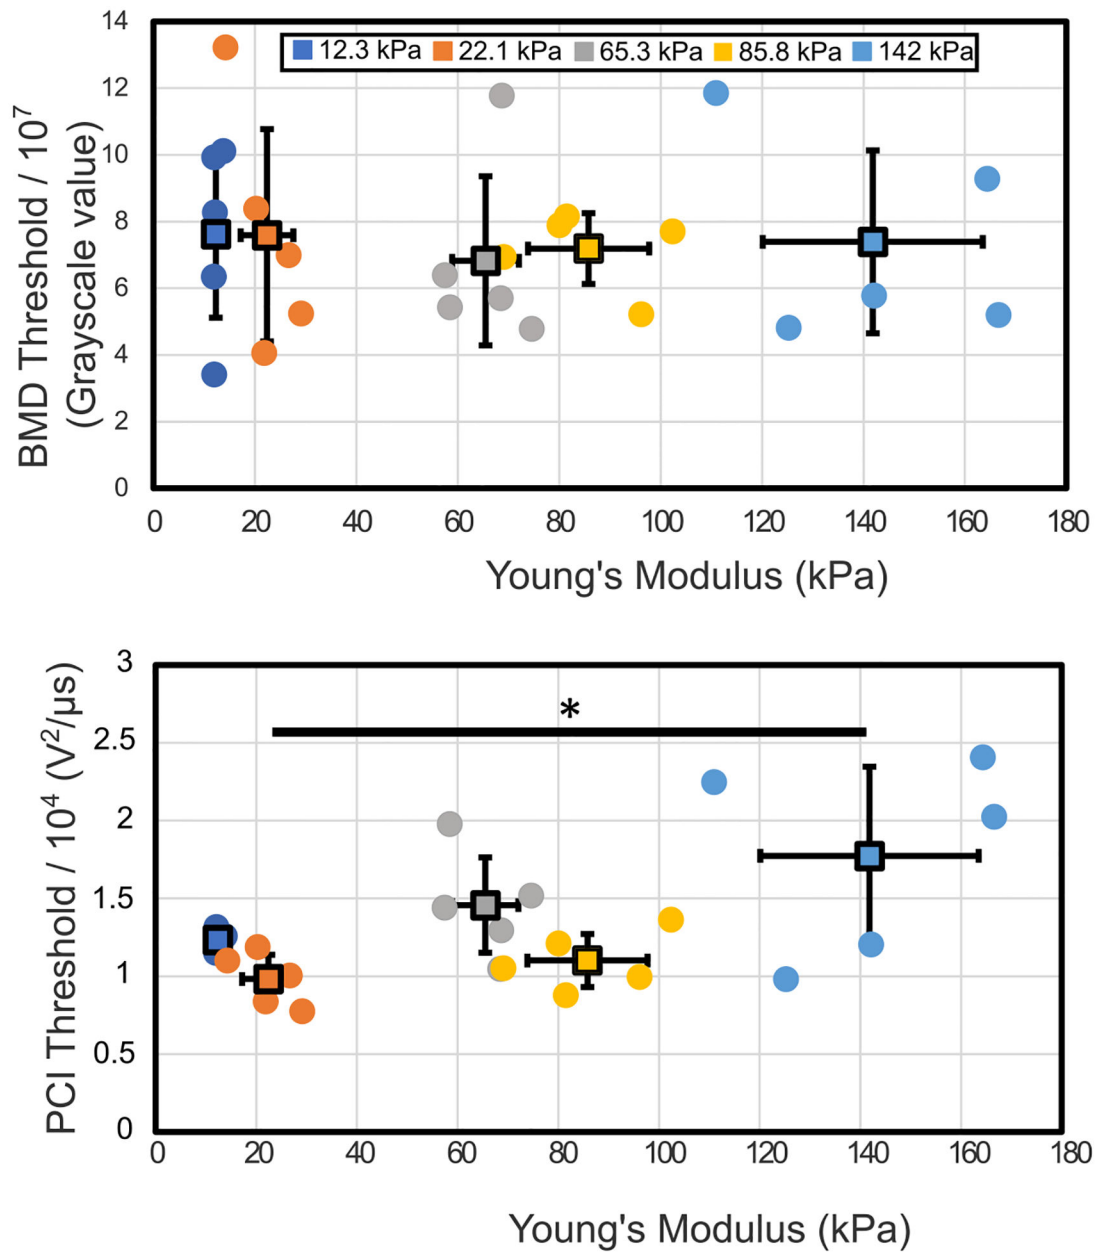 14
12.3 kPa 22.1 kPa 65.3 kPa 85.8 kPa 142 kPa
12
10
8
6
4
2
0
BMD Threshold / 10⁷
(Grayscale value)
0 20 40 60 80 100 120 140 160 180
Young's Modulus (kPa)
3
*
2.5
2
1.5
1
0.5
0
PCI Threshold / 10⁴ (V²/µs)
0 20 40 60 80 100 120 140 160 180
Young's Modulus (kPa)